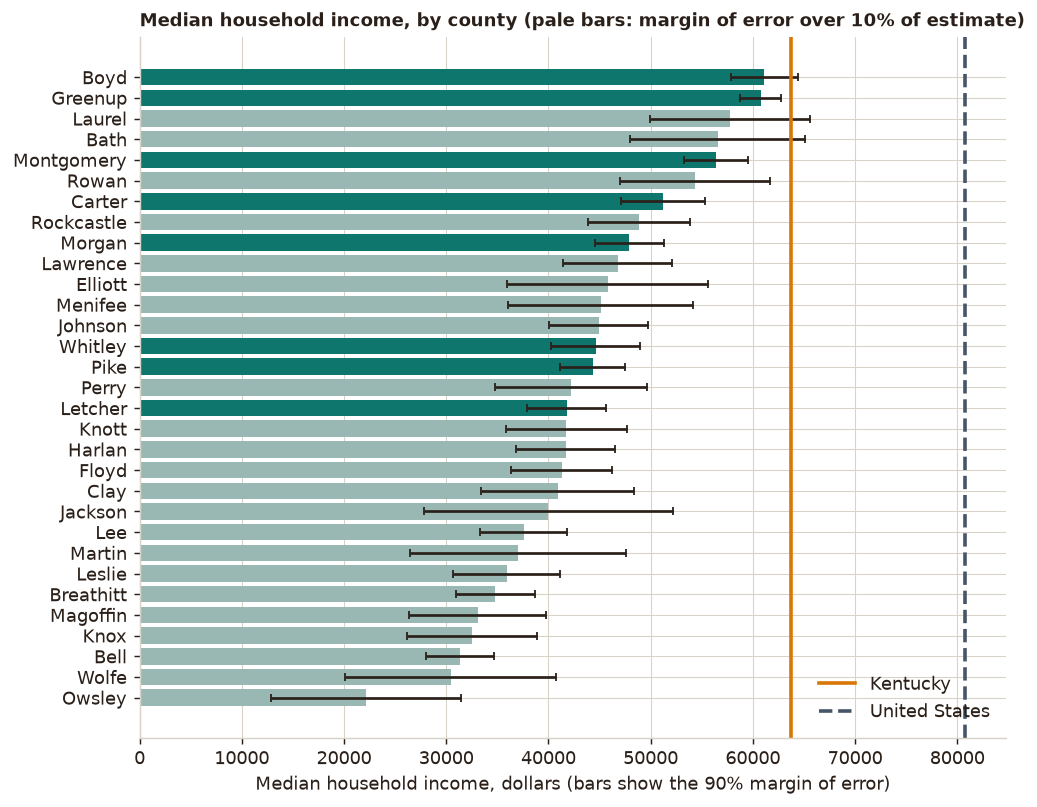 Median household income, by county (pale bars: margin of error over 10% of estimate)
Boyd
Greenup
Laurel
Bath
Montgomery
Rowan
Carter
Rockcastle
Morgan
Lawrence
Elliott
Menifee
Johnson
Whitley
Pike
Perry
Letcher
Knott
Harlan
Floyd
Clay
Jackson
Lee
Martin
Leslie
Breathitt
Magoffin
Knox
Bell
Wolfe
Owsley
Kentucky
United States
0 10000 20000 30000 40000 50000 60000 70000 80000
Median household income, dollars (bars show the 90% margin of error)